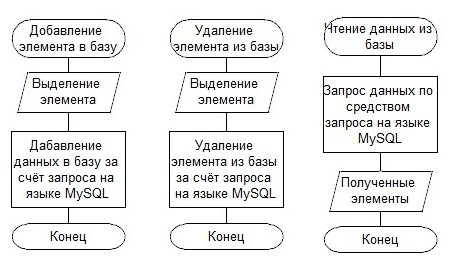 Добавление
элемента в базу
Выделение
элемента
Дабавление
данных в базу за
счёт запроса на
языке MySQL
Конец
Удаление
элемента из базы
Выделение
элемента
Удаление
элемента из базы
за счёт запроса
на языке MySQL
Конец
Чтение данных из
базы
Запрос данных по
средством
запроса на языке
MySQL
Полученные
элементы
Конец